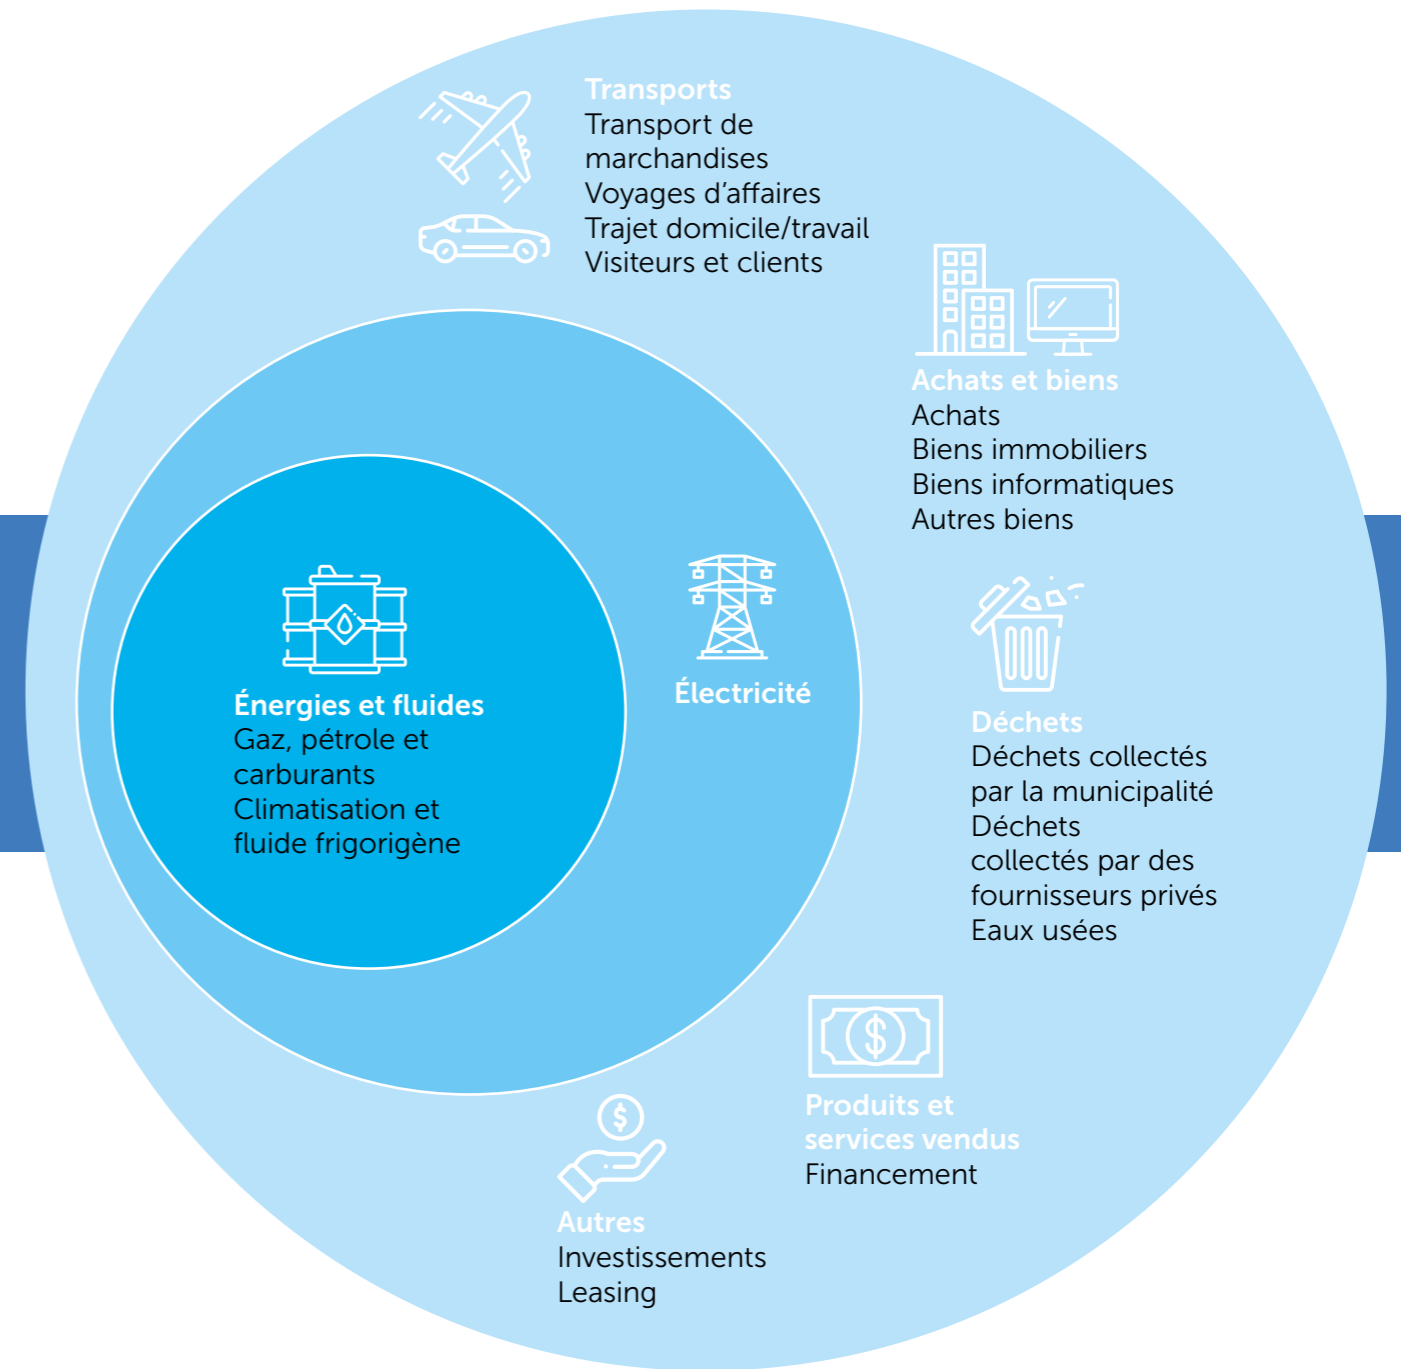 Transports
Transport de
marchandises
Voyages d’affaires
Trajet domicile/travail
Visiteurs et clients
Achats et biens
Achats
Biens immobiliers
Biens informatiques
Autres biens
Énergies et fluides
Gaz, pétrole et
carburants
Climatisation et
fluide frigorigène
Électricité
Déchets
Déchets collectés
par la municipalité
Déchets
collectés par des
fournisseurs privés
Eaux usées
Produits et
services vendus
Financement
Autres
Investissements
Leasing